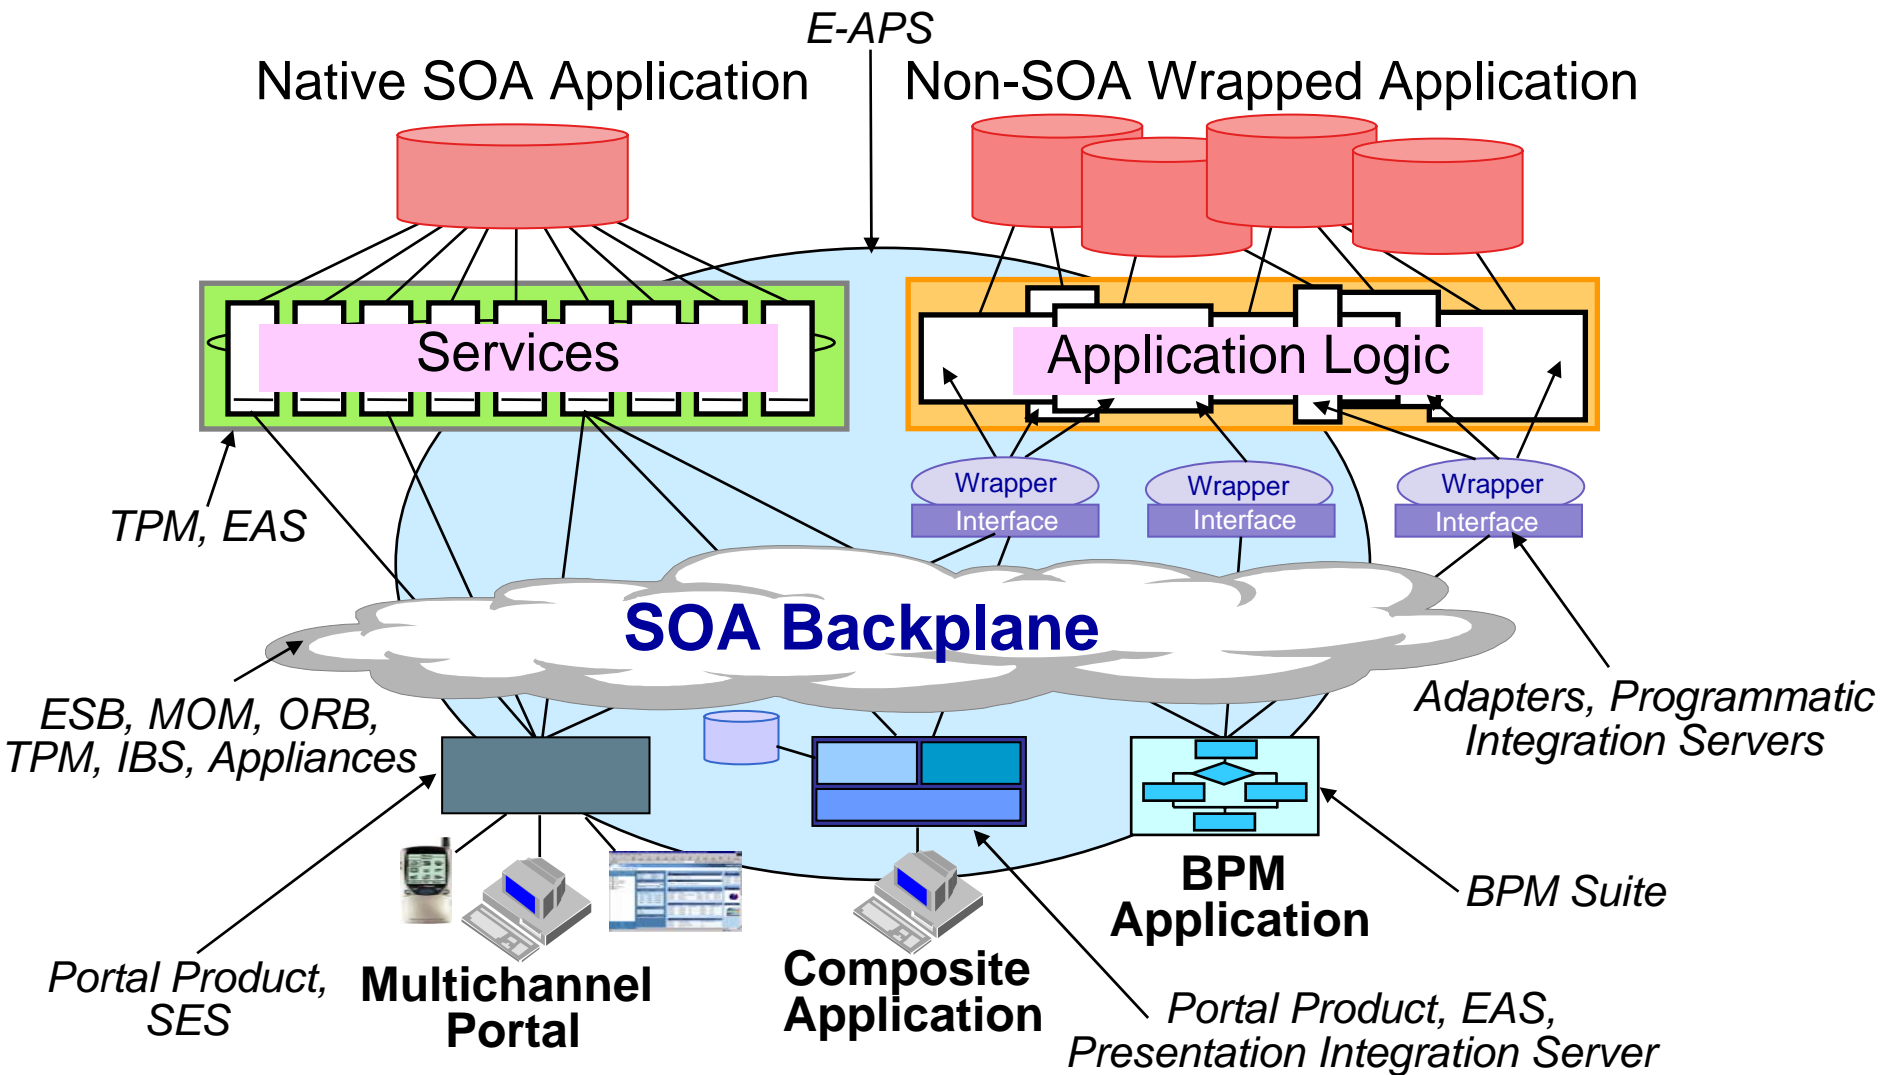 E-APS
Native SOA Application
Non-SOA Wrapped Application
Services
Application Logic
Wrapper
Interface
Wrapper
Interface
Wrapper
Interface
TPM, EAS
SOA Backplane
ESB, MOM, ORB,
TPM, IBS, Appliances
Adapters, Programmatic
Integration Servers
BPM
Application
BPM Suite
Portal Product,
SES
Multichannel
Portal
Composite
Application
Portal Product, EAS,
Presentation Integration Server